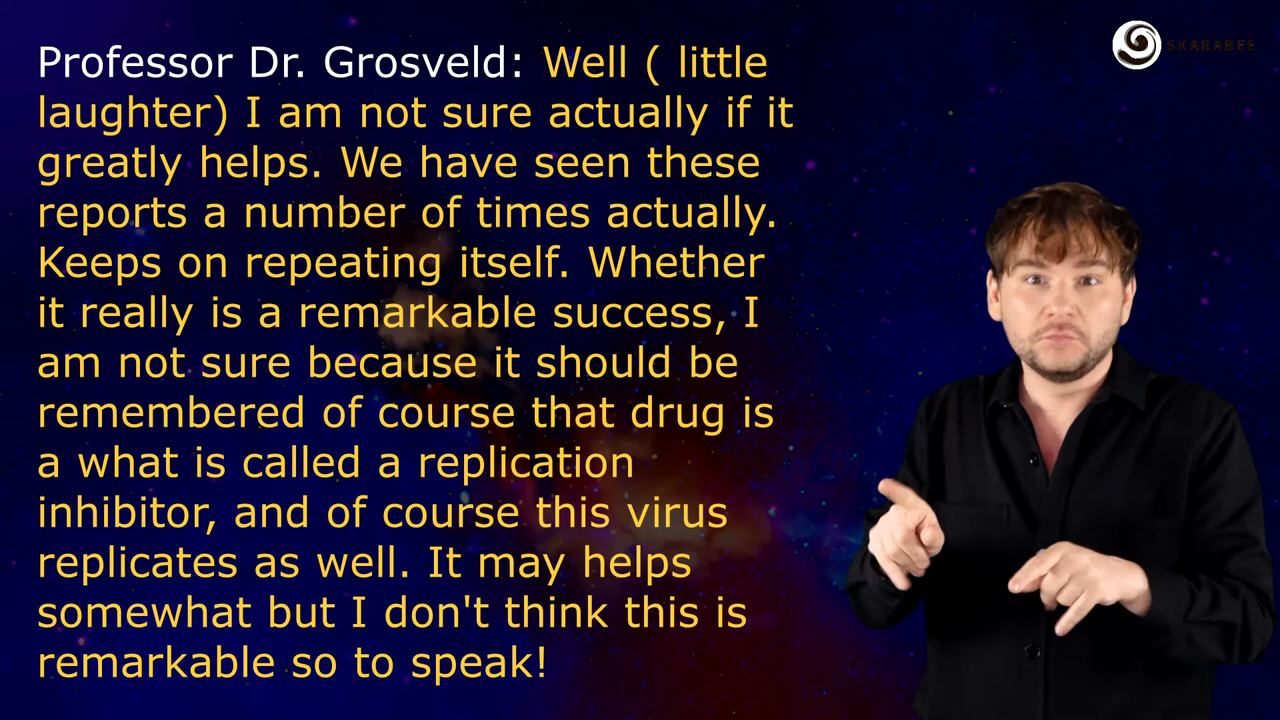 Professor Dr. Grosveld: Well ( little
laughter) I am not sure actually if it
greatly helps. We have seen these
reports a number of times actually.
Keeps on repeating itself. Whether
it really is a remarkable success, I
am not sure because it should be
remembered of course that drug is
a what is called a replication
inhibitor, and of course this virus
replicates as well. It may helps
somewhat but I don't think this is
remarkable so to speak!
SKARABEE